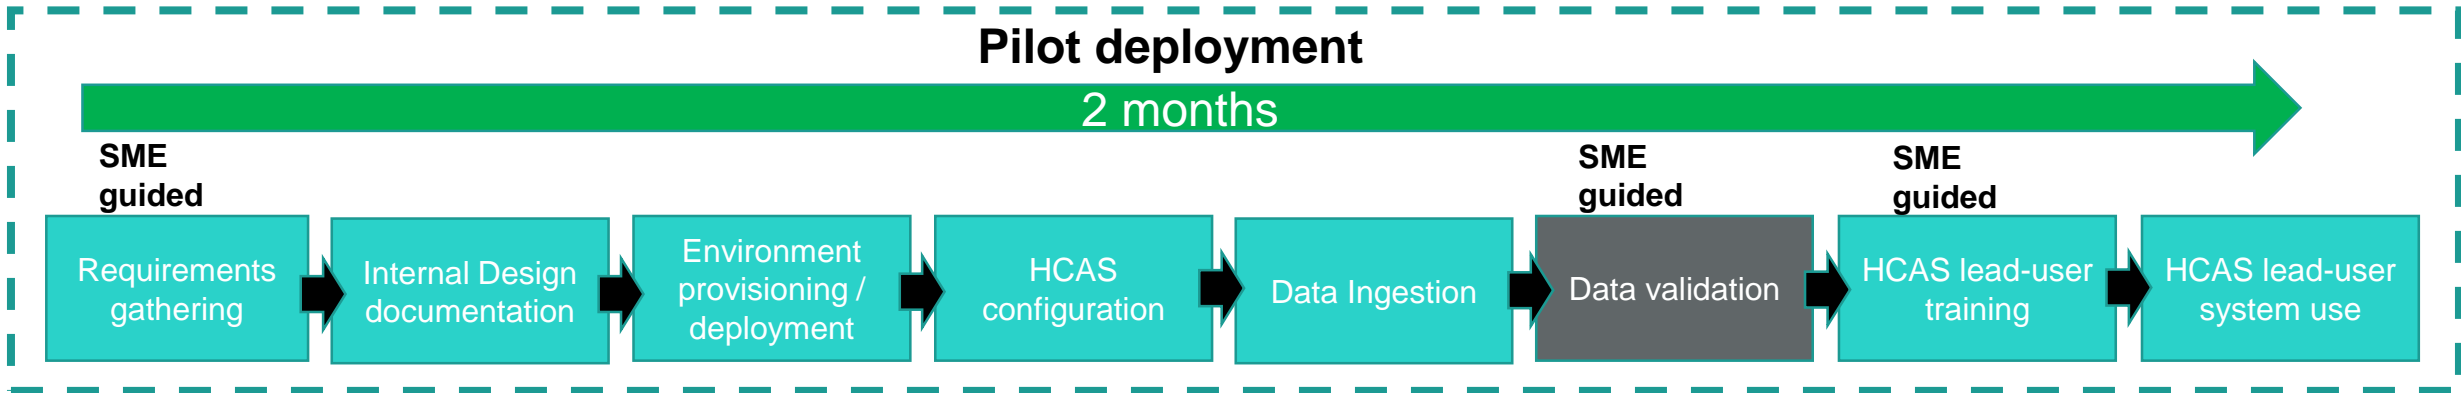 Pilot deployment
2 months
SME
guided
SME
guided
SME
guided
Requirements
gathering
Internal Design
documentation
Environment
provisioning /
deployment
HCAS
configuration
Data Ingestion
Data validation
HCAS lead-user
training
HCAS lead-user
system use